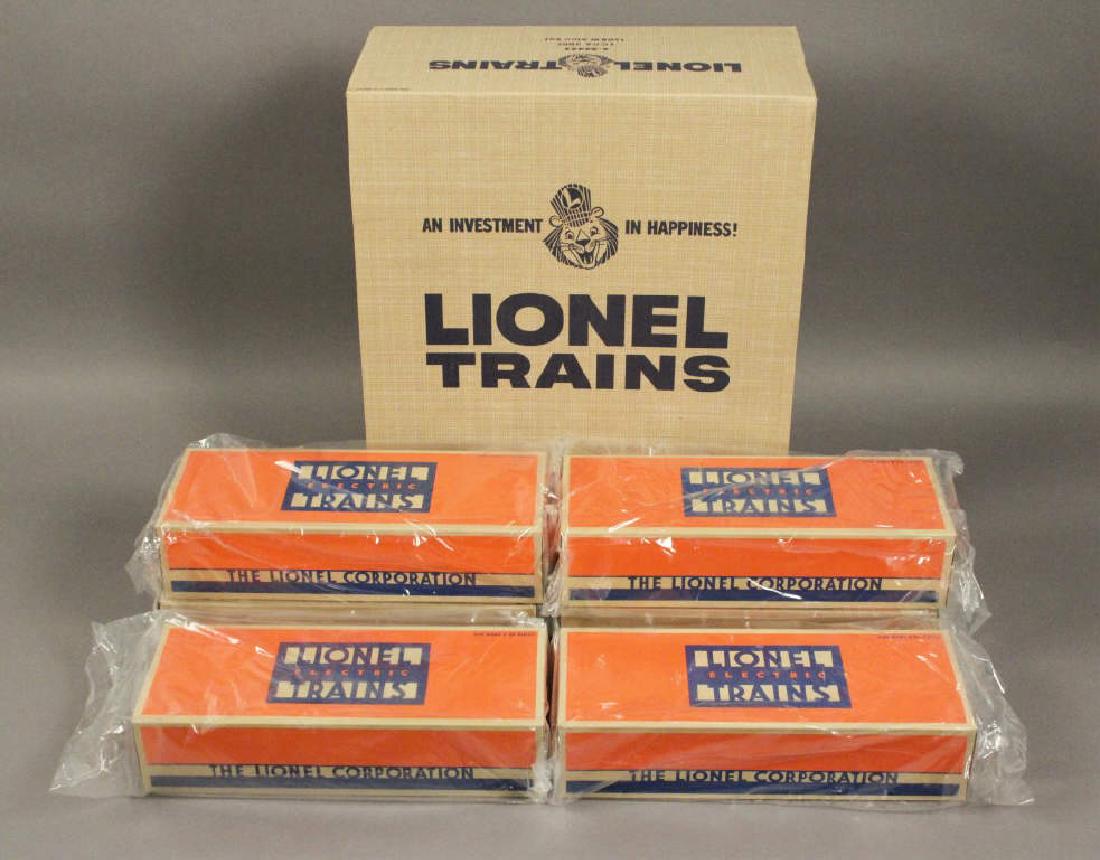 LIONEL TRAINS
AN INVESTMENT IN HAPPINESS!
L
LIONEL
TRAINS
LIONEL
ELECTRIC
TRAINS
THE LIONEL CORPORATION
LIONEL
ELECTRIC
TRAINS
THE LIONEL CORPORATION
LIONEL
ELECTRIC
TRAINS
THE LIONEL CORPORATION
LIONEL
ELECTRIC
TRAINS
THE LIONEL CORPORATION